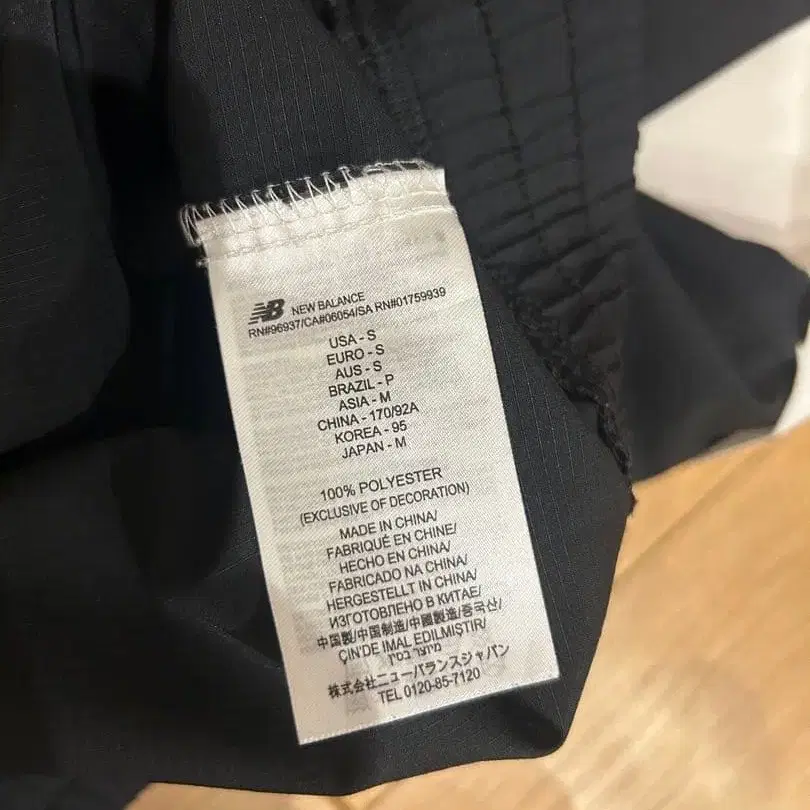 NB NEW BALANCE
RN#96937/CA#06054/SA RN#01759939
USA - S
EURO - S
AUS - S
BRAZIL - P
ASIA - M
CHINA - 170/92A
KOREA - 95
JAPAN - M
100% POLYESTER
(EXCLUSIVE OF DECORATION)
MADE IN CHINA/
FABRIQUÉ EN CHINE/
HECHO EN CHINA/
FABRICADO NA CHINA/
HERGESTELLT IN CHINA/
ИЗГОТОВЛЕНО В КИТАЕ/
中国製/中国制造/中國製造/중국산/
ÇİN'DE IMAL EDILMIŞTIR/
מיוצר בסין
株式会社ニューバランスジャパン
TEL 0120-85-7120